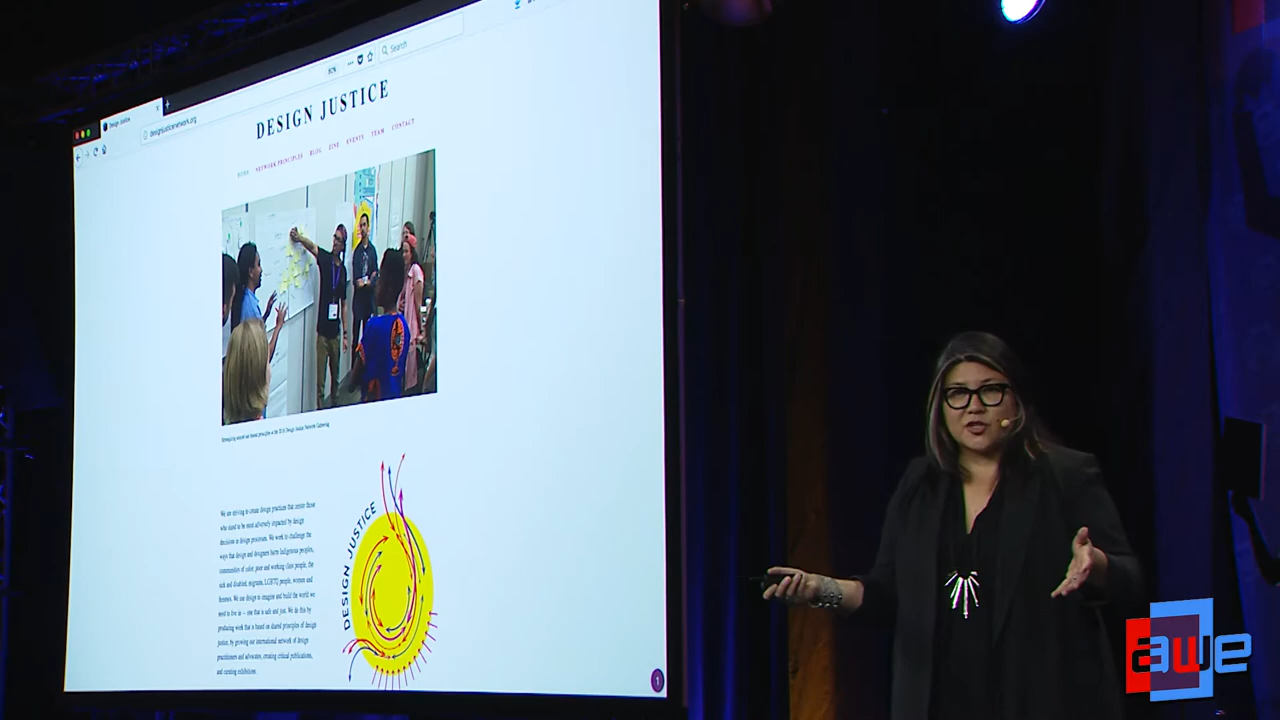 Search
80%
Design Justice
designjusticenetwork.org
DESIGN JUSTICE
HOME NETWORK PRINCIPLES BLOG ZINE EVENTS TEAM CONTACT
DESIGN JUSTICE
We are striving to create design practices that center those
who stand to be most adversely impacted by design
decisions in design processes. We work to challenge the
ways that design and designers harm Indigenous peoples,
communities of color, poor and working class people, the
sick and disabled, migrants, LGBTQ people, women and
femmes. We use design to imagine and build the world we
need to live in — one that is safe and just. We do this by
producing work that is based on shared principles of design
justice, by growing our international network of design
practitioners and advocates, creating critical publications,
and curating exhibitions.
1
awe